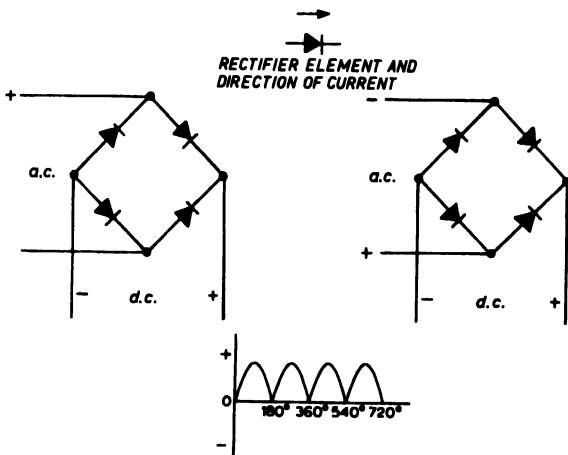 RECTIFIER ELEMENT AND
DIRECTION OF CURRENT
+
-
a.c.
a.c.
+
- d.c. +
- d.c. +
+
0
180° 360° 540° 720°
-